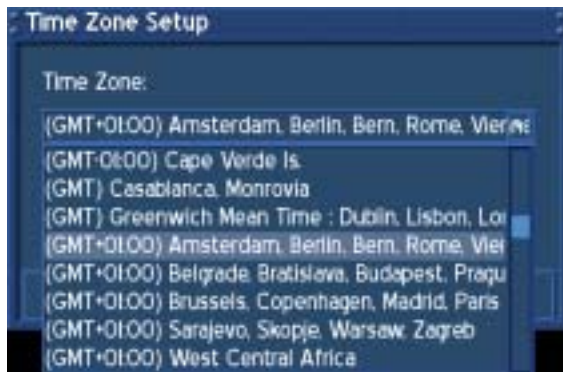 Time Zone Setup
Time Zone:
(GMT+01:00) Amsterdam, Berlin, Bern, Rome, Vienna
(GMT-01:00) Cape Verde Is.
(GMT) Casablanca, Monrovia
(GMT) Greenwich Mean Time : Dublin, Lisbon, Lon
(GMT+01:00) Amsterdam, Berlin, Bern, Rome, Vien
(GMT+01:00) Belgrade, Bratislava, Budapest, Pragu
(GMT+01:00) Brussels, Copenhagen, Madrid, Paris
(GMT+01:00) Sarajevo, Skopje, Warsaw, Zagreb
(GMT+01:00) West Central Africa